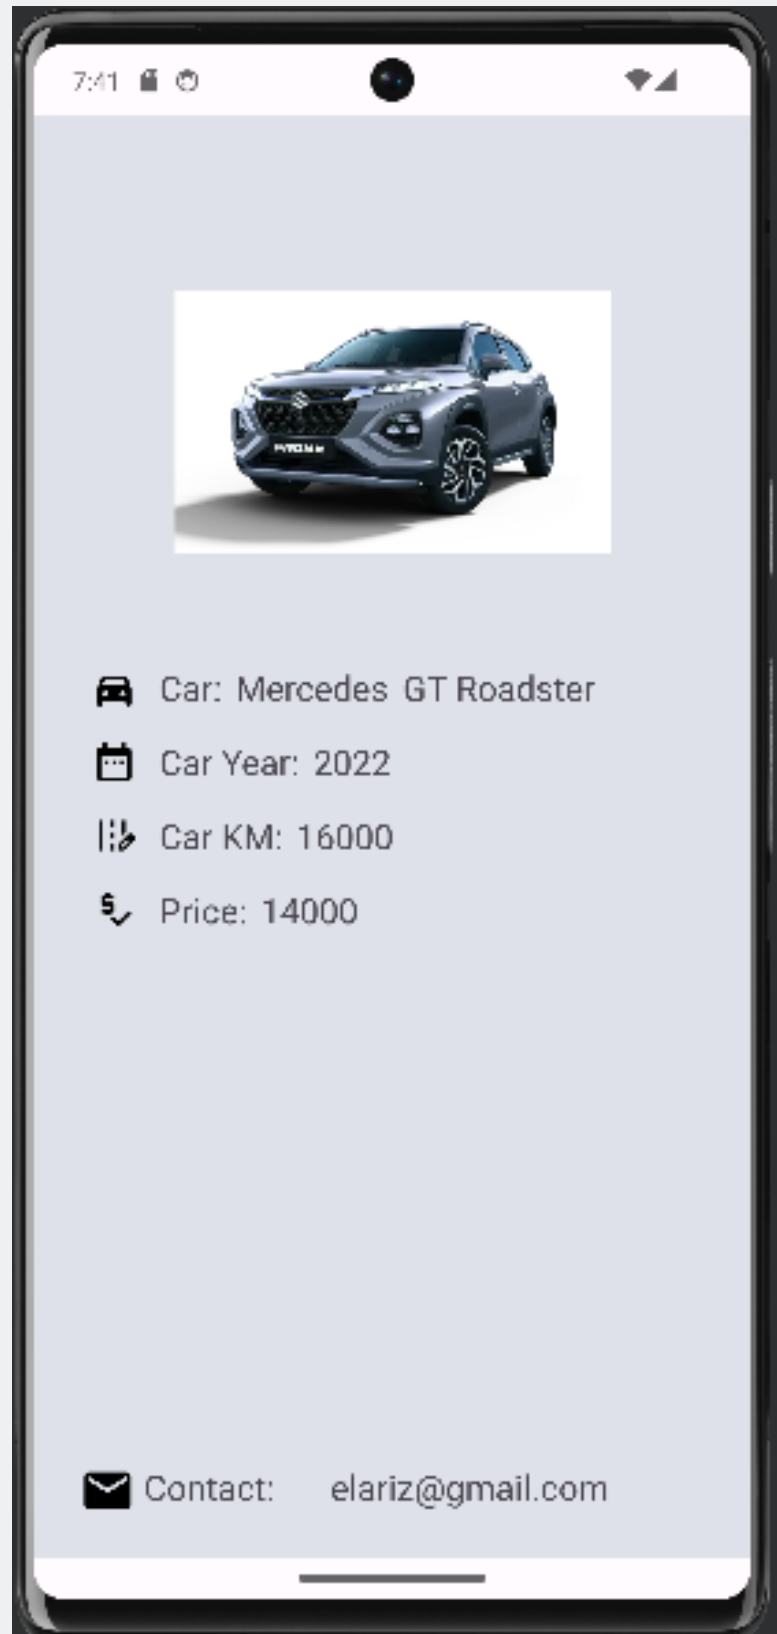 7:41
Car: Mercedes GT Roadster
Car Year: 2022
Car KM: 16000
Price: 14000
Contact: elariz@gmail.com